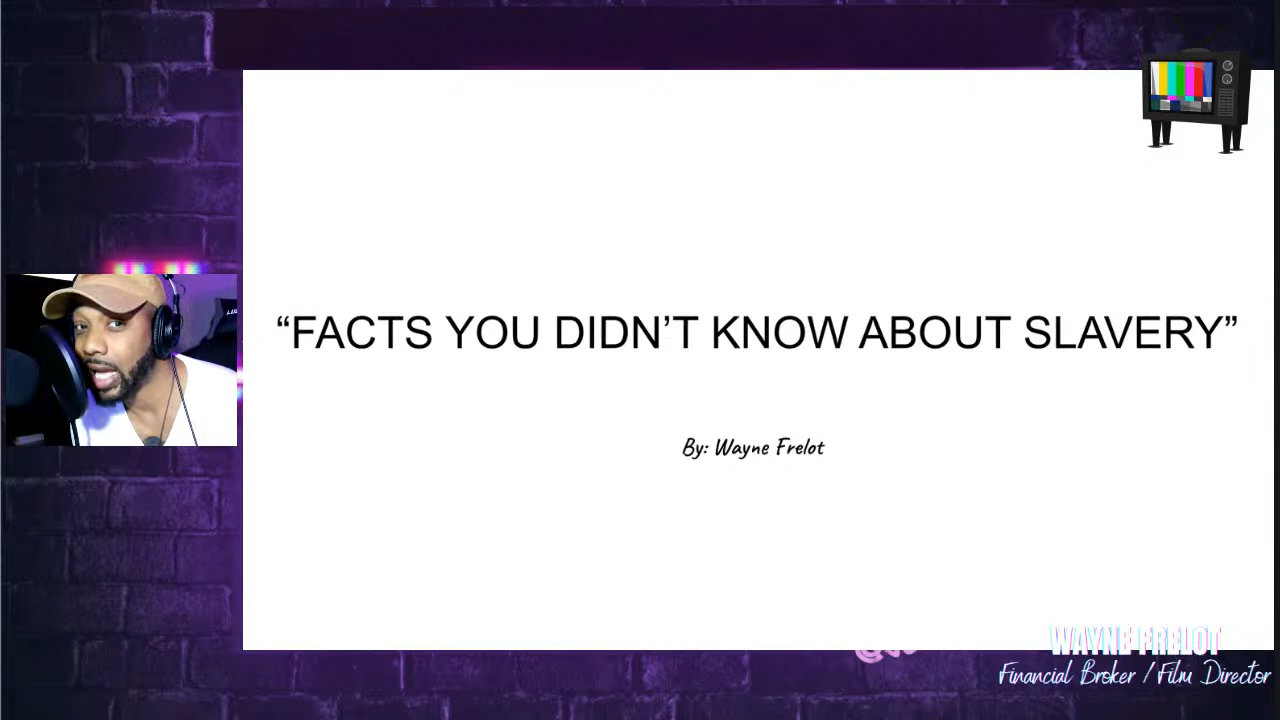 “FACTS YOU DIDN’T KNOW ABOUT SLAVERY”
By: Wayne Frelot
WAYNE FRELOT
Financial Broker / Film Director